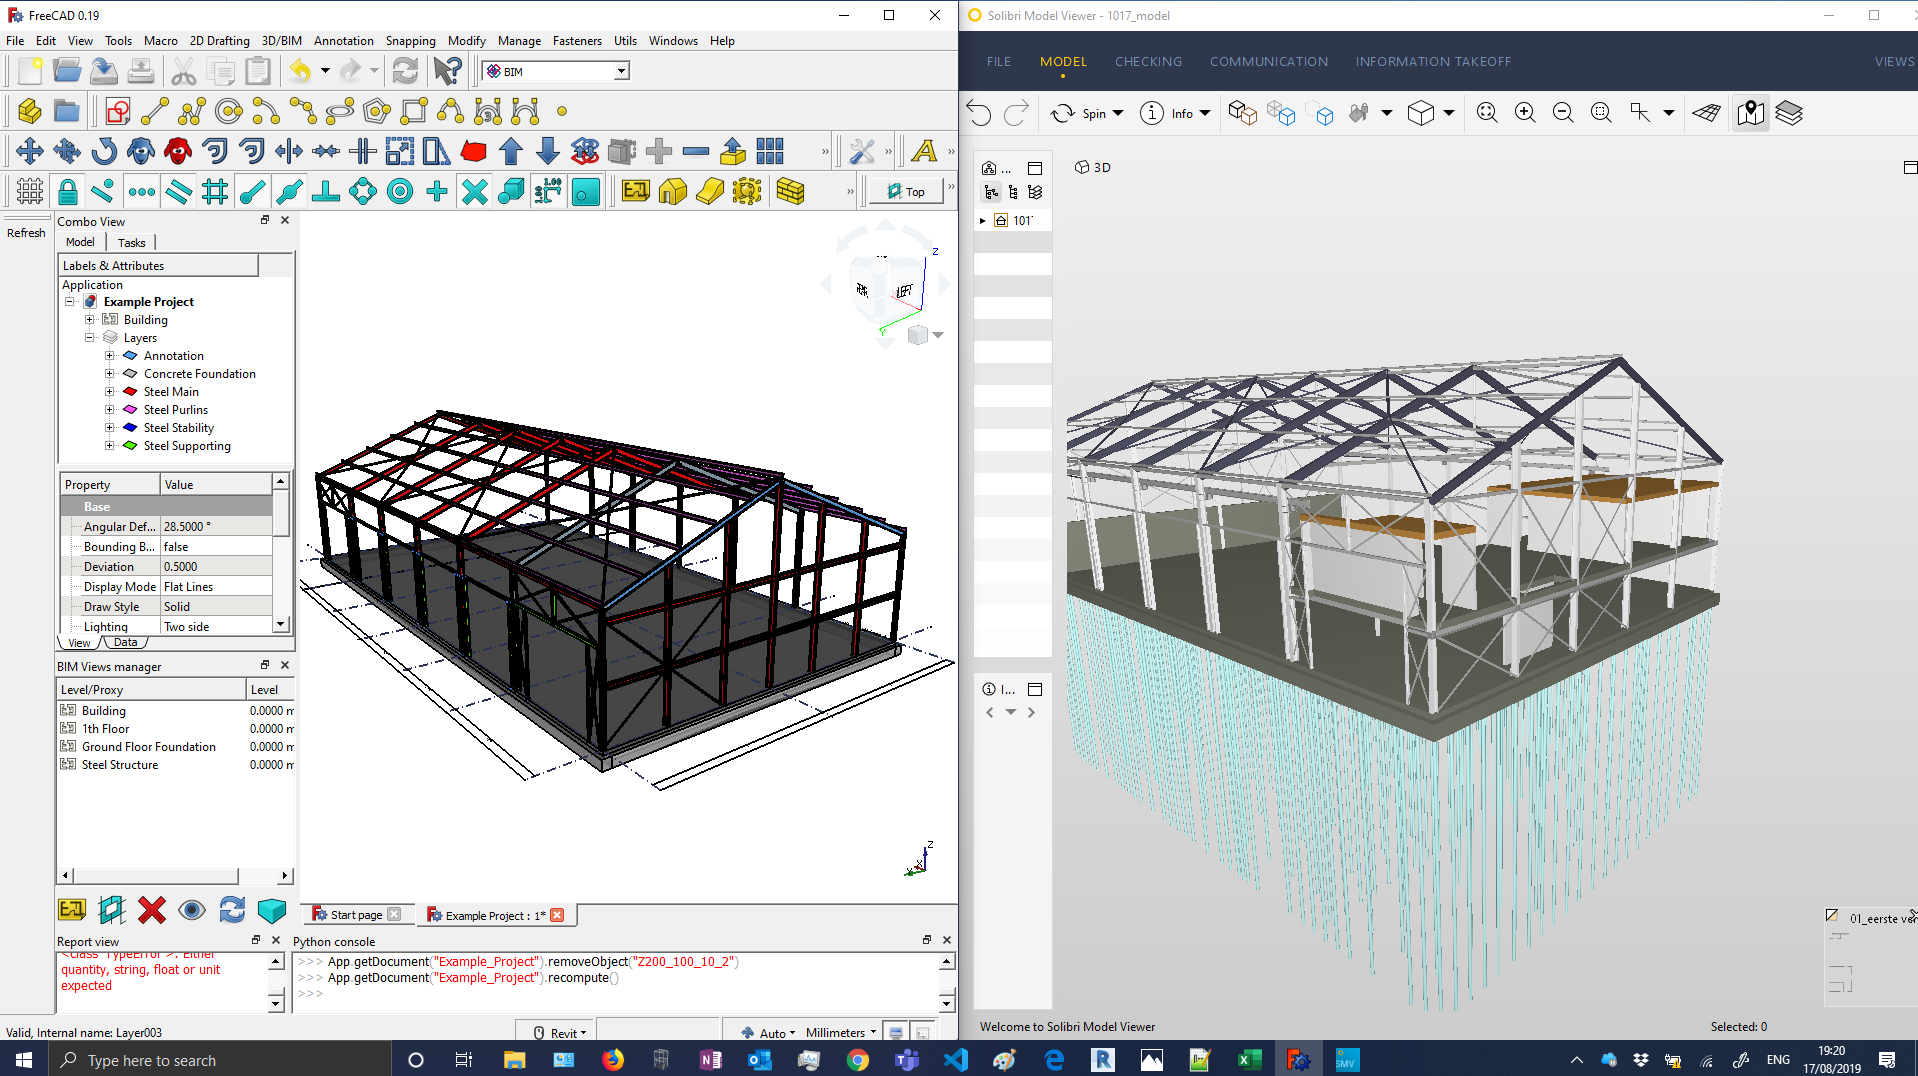 FreeCAD 0.19
File Edit View Tools Macro 2D Drafting 3D/BIM Annotation Snapping Modify Manage Fasteners Utils Windows Help
BIM
1.00
Top
Refresh
Combo View
Model Tasks
Labels & Attributes
Application
Example Project
Building
Layers
Annotation
Concrete Foundation
Steel Main
Steel Purlins
Steel Stability
Steel Supporting
Property Value
Base
Angular Def... 28.5000 °
Bounding B... false
Deviation 0.5000
Display Mode Flat Lines
Draw Style Solid
Lighting Two side
View Data
BIM Views manager
Level/Proxy Level
Building 0.0000 m
1th Floor 0.0000 m
Ground Floor Foundation 0.0000 m
Steel Structure 0.0000 m
LEFT
Z
Y
Z
X
Start page
Example Project : 1*
Report view
<class 'TypeError'>: Either
quantity, string, float or unit
expected
Python console
>>> App.getDocument("Example_Project").removeObject("Z200_100_10_2")
>>> App.getDocument("Example_Project").recompute()
>>>
Valid, Internal name: Layer003
Revit
Auto
Millimeters
Solibri Model Viewer - 1017_model
FILE MODEL CHECKING COMMUNICATION INFORMATION TAKEOFF VIEWS
Spin
Info
...
3D
101
I...
01_eerste ver
Welcome to Solibri Model Viewer
Selected: 0
Type here to search
SMV
ENG
19:20
17/08/2019